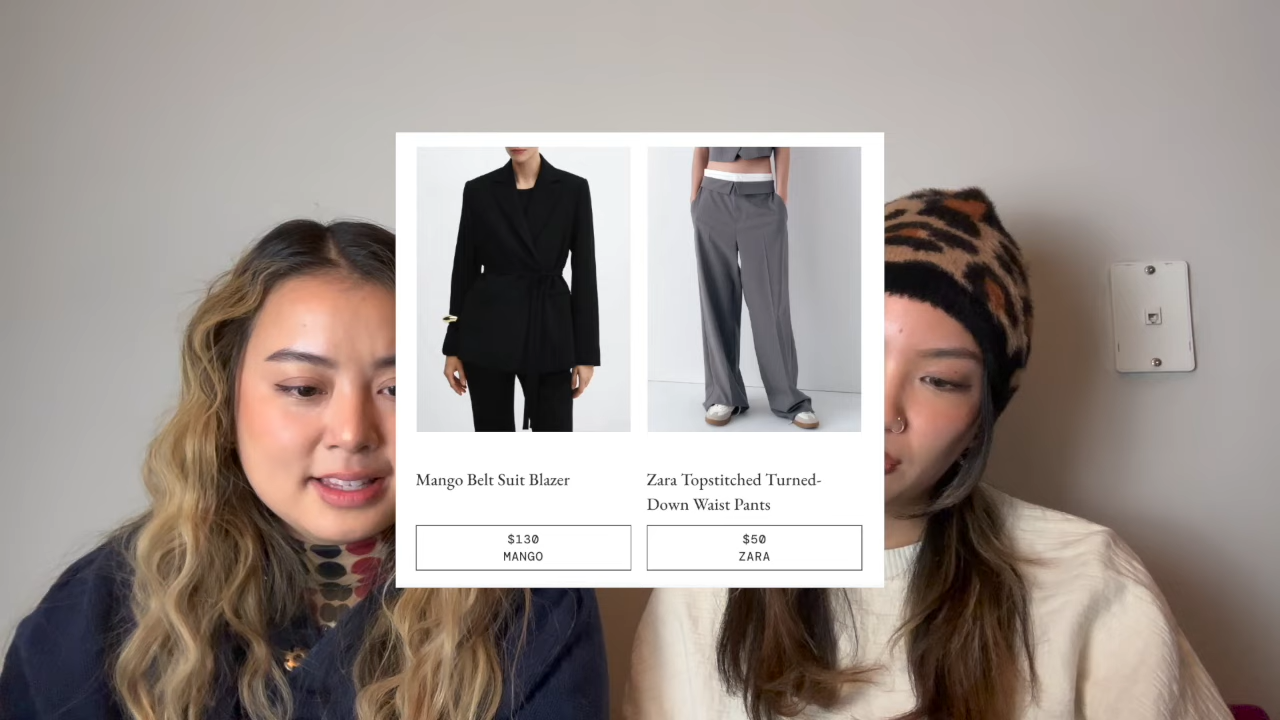 Mango Belt Suit Blazer
$130
MANGO
Zara Topstitched Turned-
Down Waist Pants
$50
ZARA